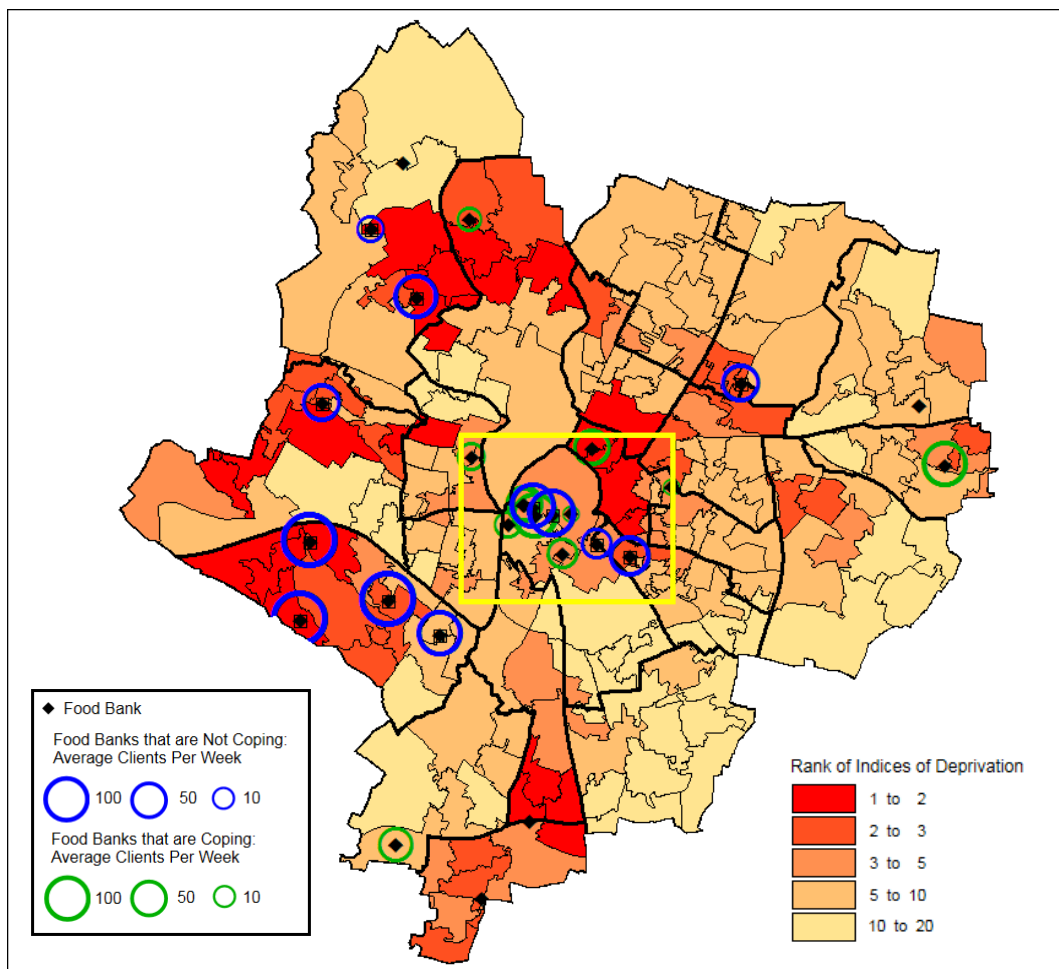 Food Bank
Food Banks that are Not Coping:
Average Clients Per Week
100 50 10
Food Banks that are Coping:
Average Clients Per Week
100 50 10
Rank of Indices of Deprivation
1 to 2
2 to 3
3 to 5
5 to 10
10 to 20